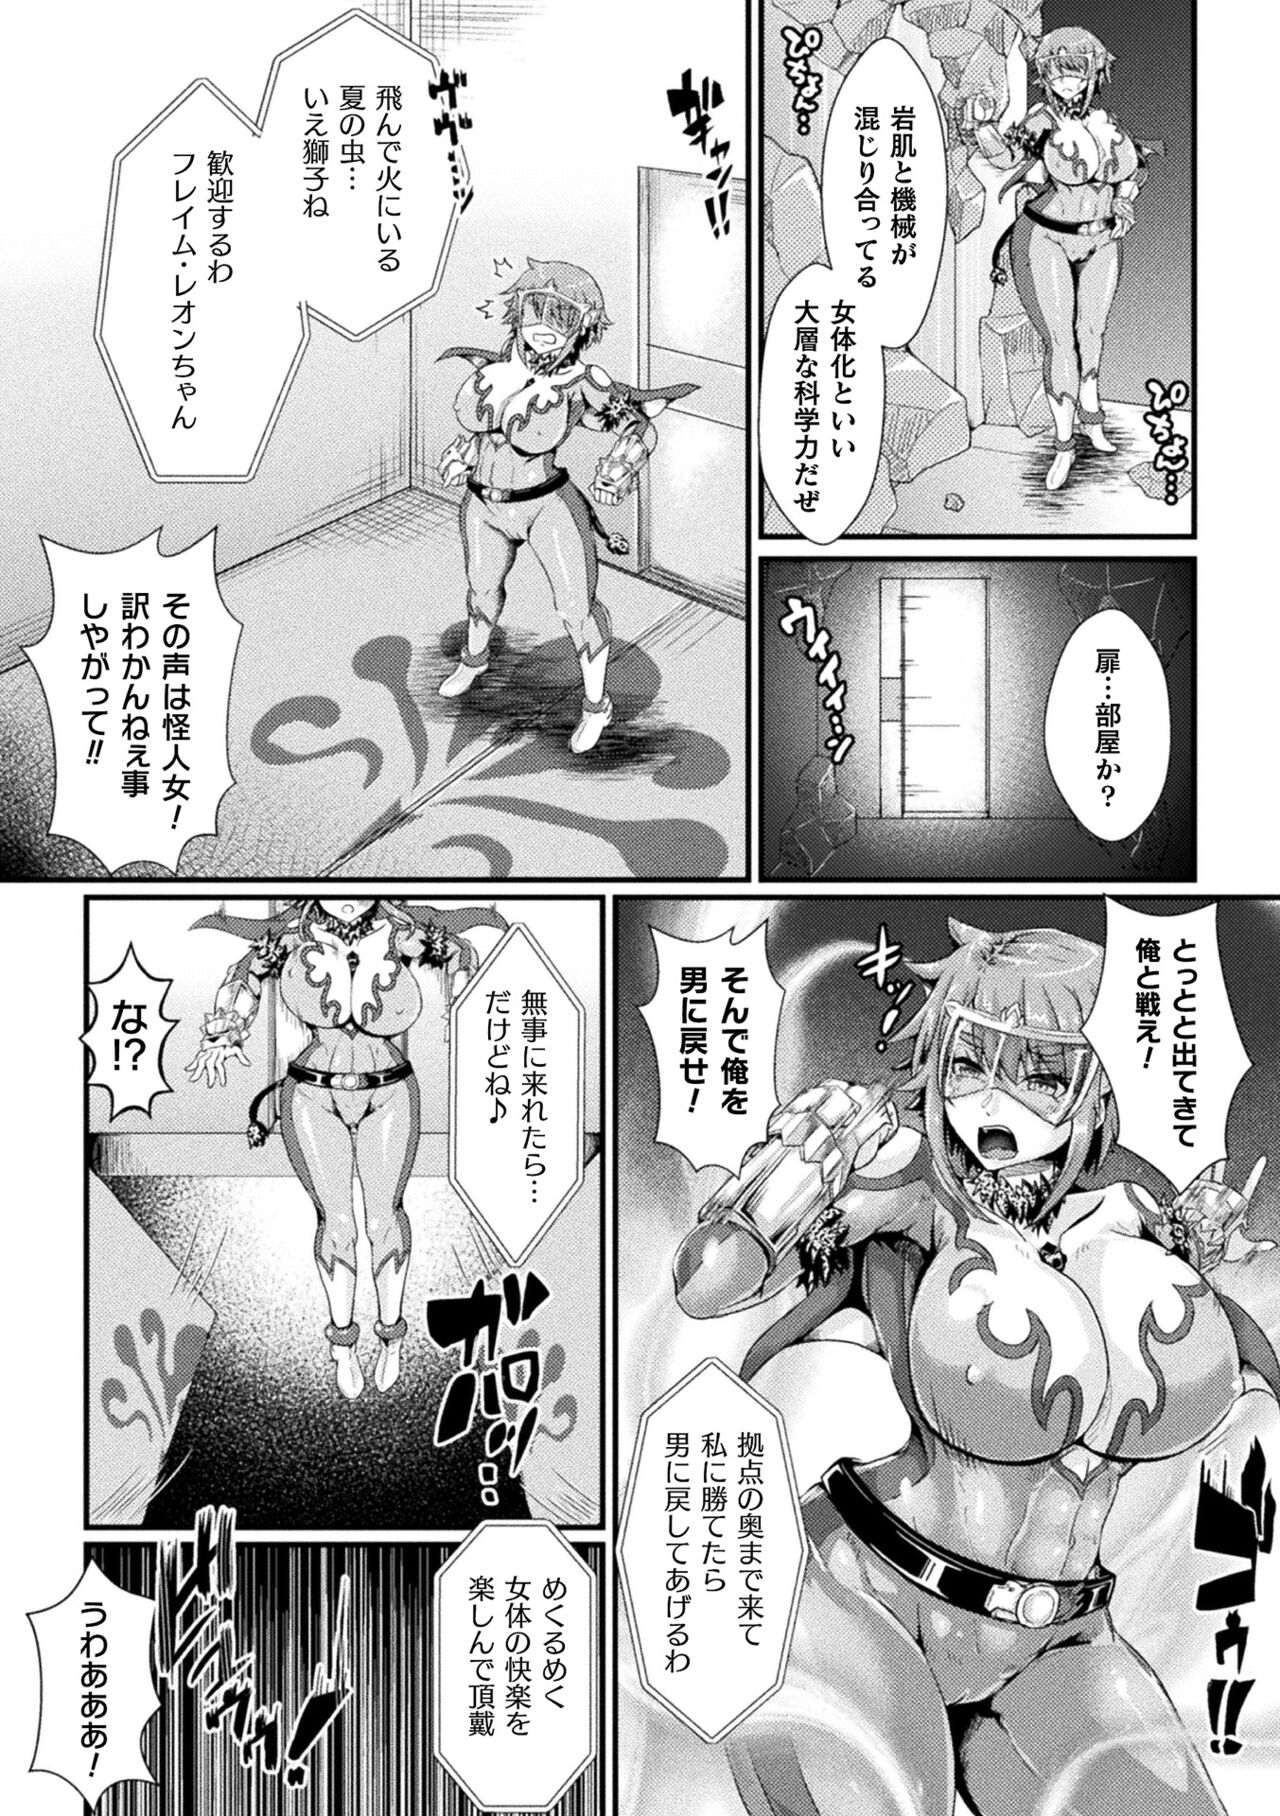 ぴちょん…
岩肌と機械が
混じり合ってる
女体化といい
大層な科学力だぜ
ぴちょん…
扉…部屋か？
ウィィィ…ン
飛んで火にいる
夏の虫…
いえ獅子ね
歓迎するわ
フレイム・レオンちゃん
その声は怪人女！
訳わかんねぇ事
しやがって!!
とっとと出てきて
俺と戦え！
そんで俺を
男に戻せ！
拠点の奥まで来て
私に勝てたら
男に戻してあげるわ
無事に来れたら…
だけどね♪
な!?
ガパロッ…
めくるめく
女体の快楽を
楽しんで頂戴
うわあああ！